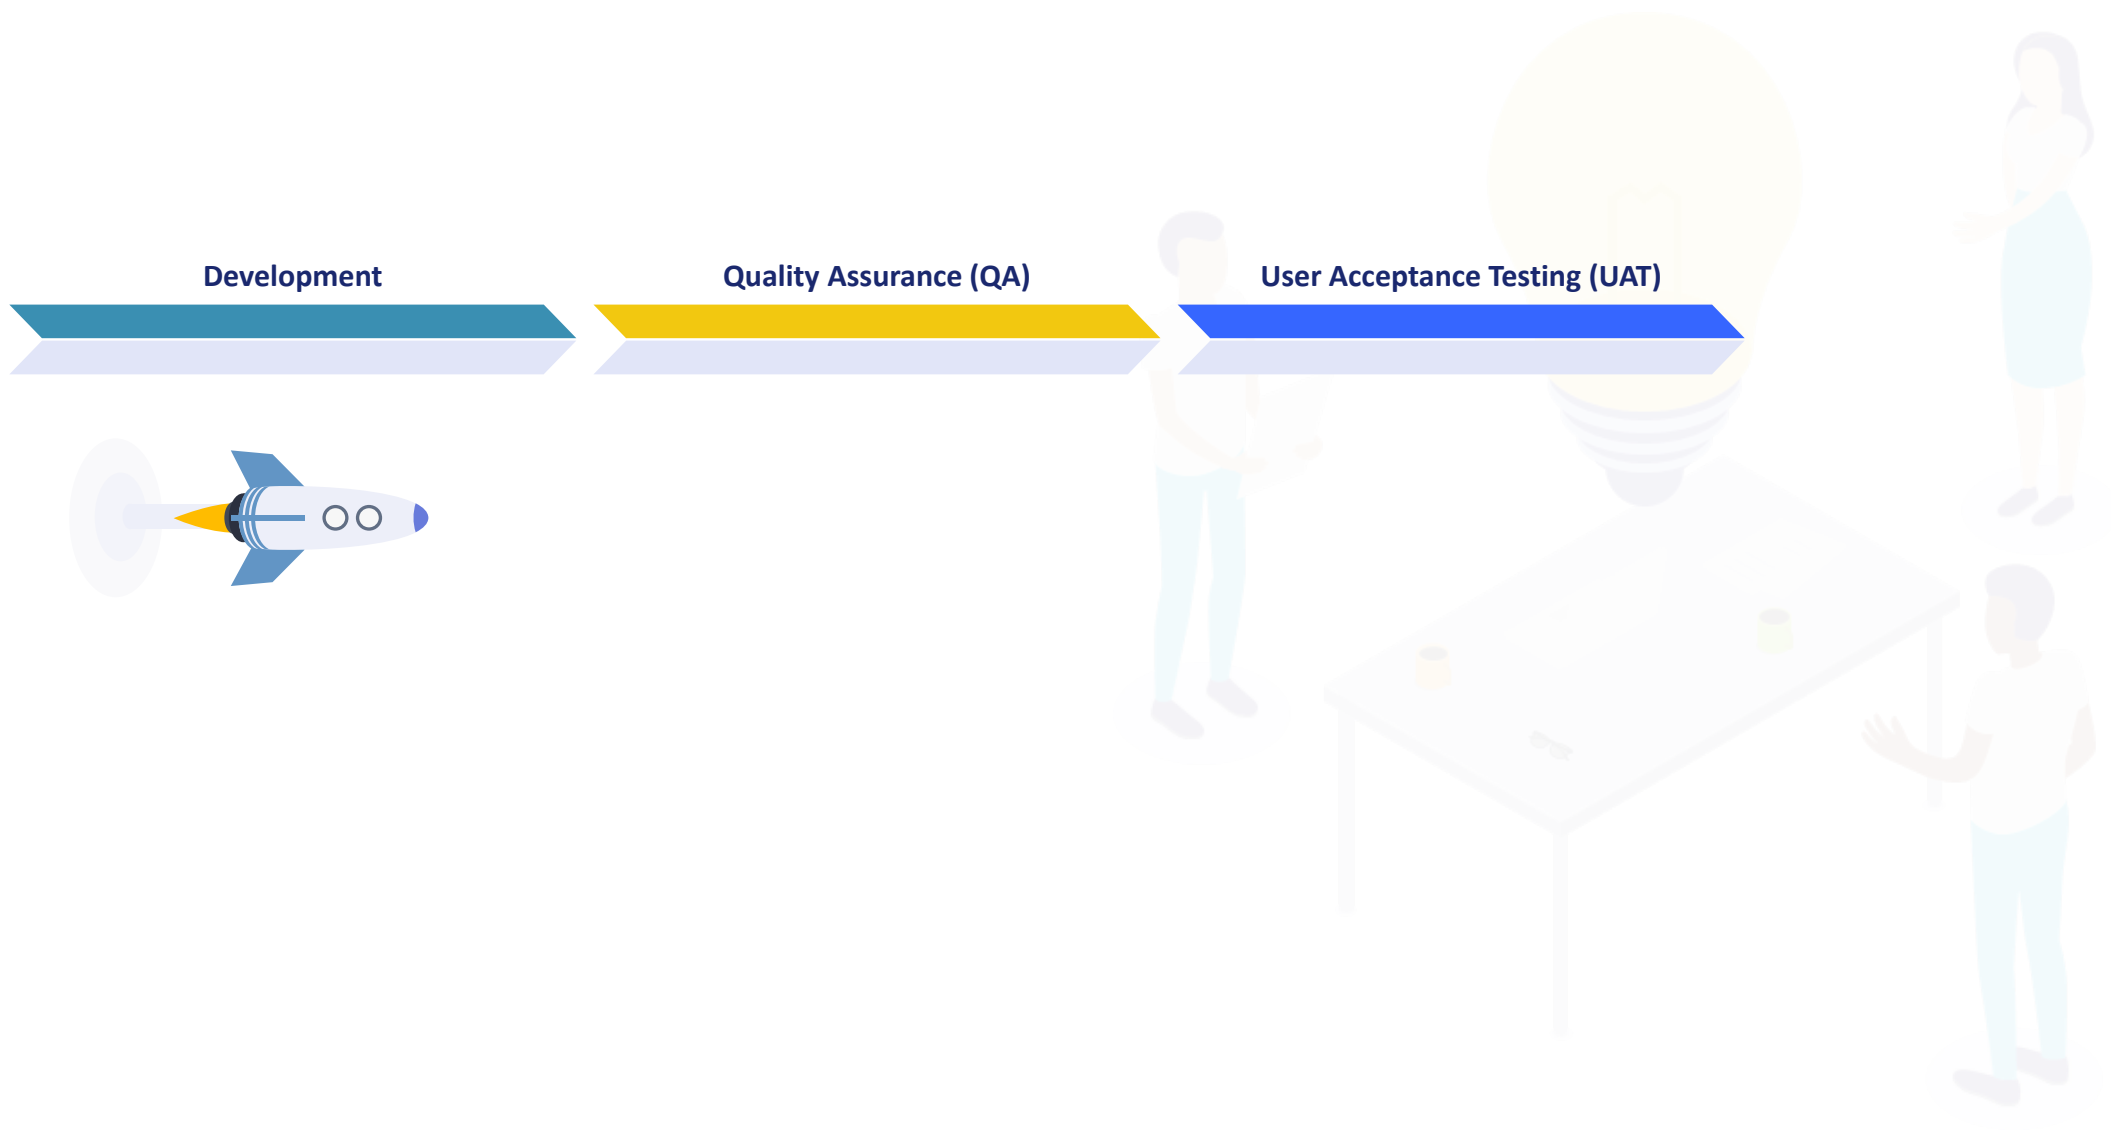 Development
Quality Assurance (QA)
User Acceptance Testing (UAT)